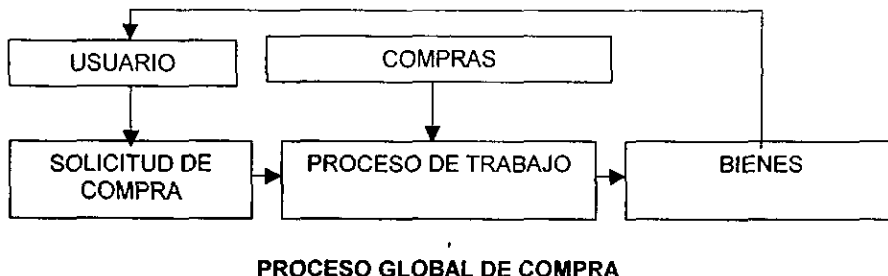 USUARIO
COMPRAS
SOLICITUD DE
COMPRA
PROCESO DE TRABAJO
BIENES
PROCESO GLOBAL DE COMPRA